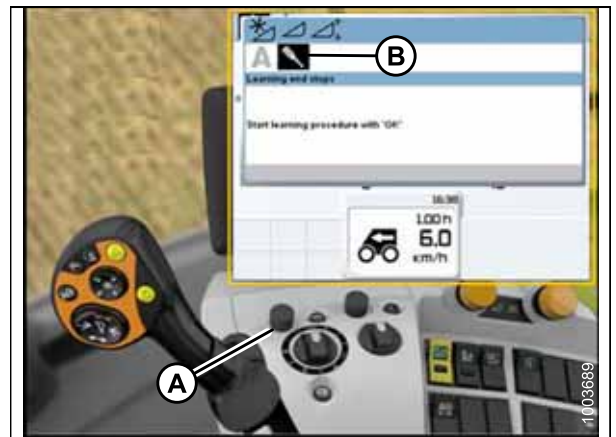 A
B
Learning end stops
Start learning procedure with 'OK'
16:30
1.00 h
6.0
km/h
A
1003689